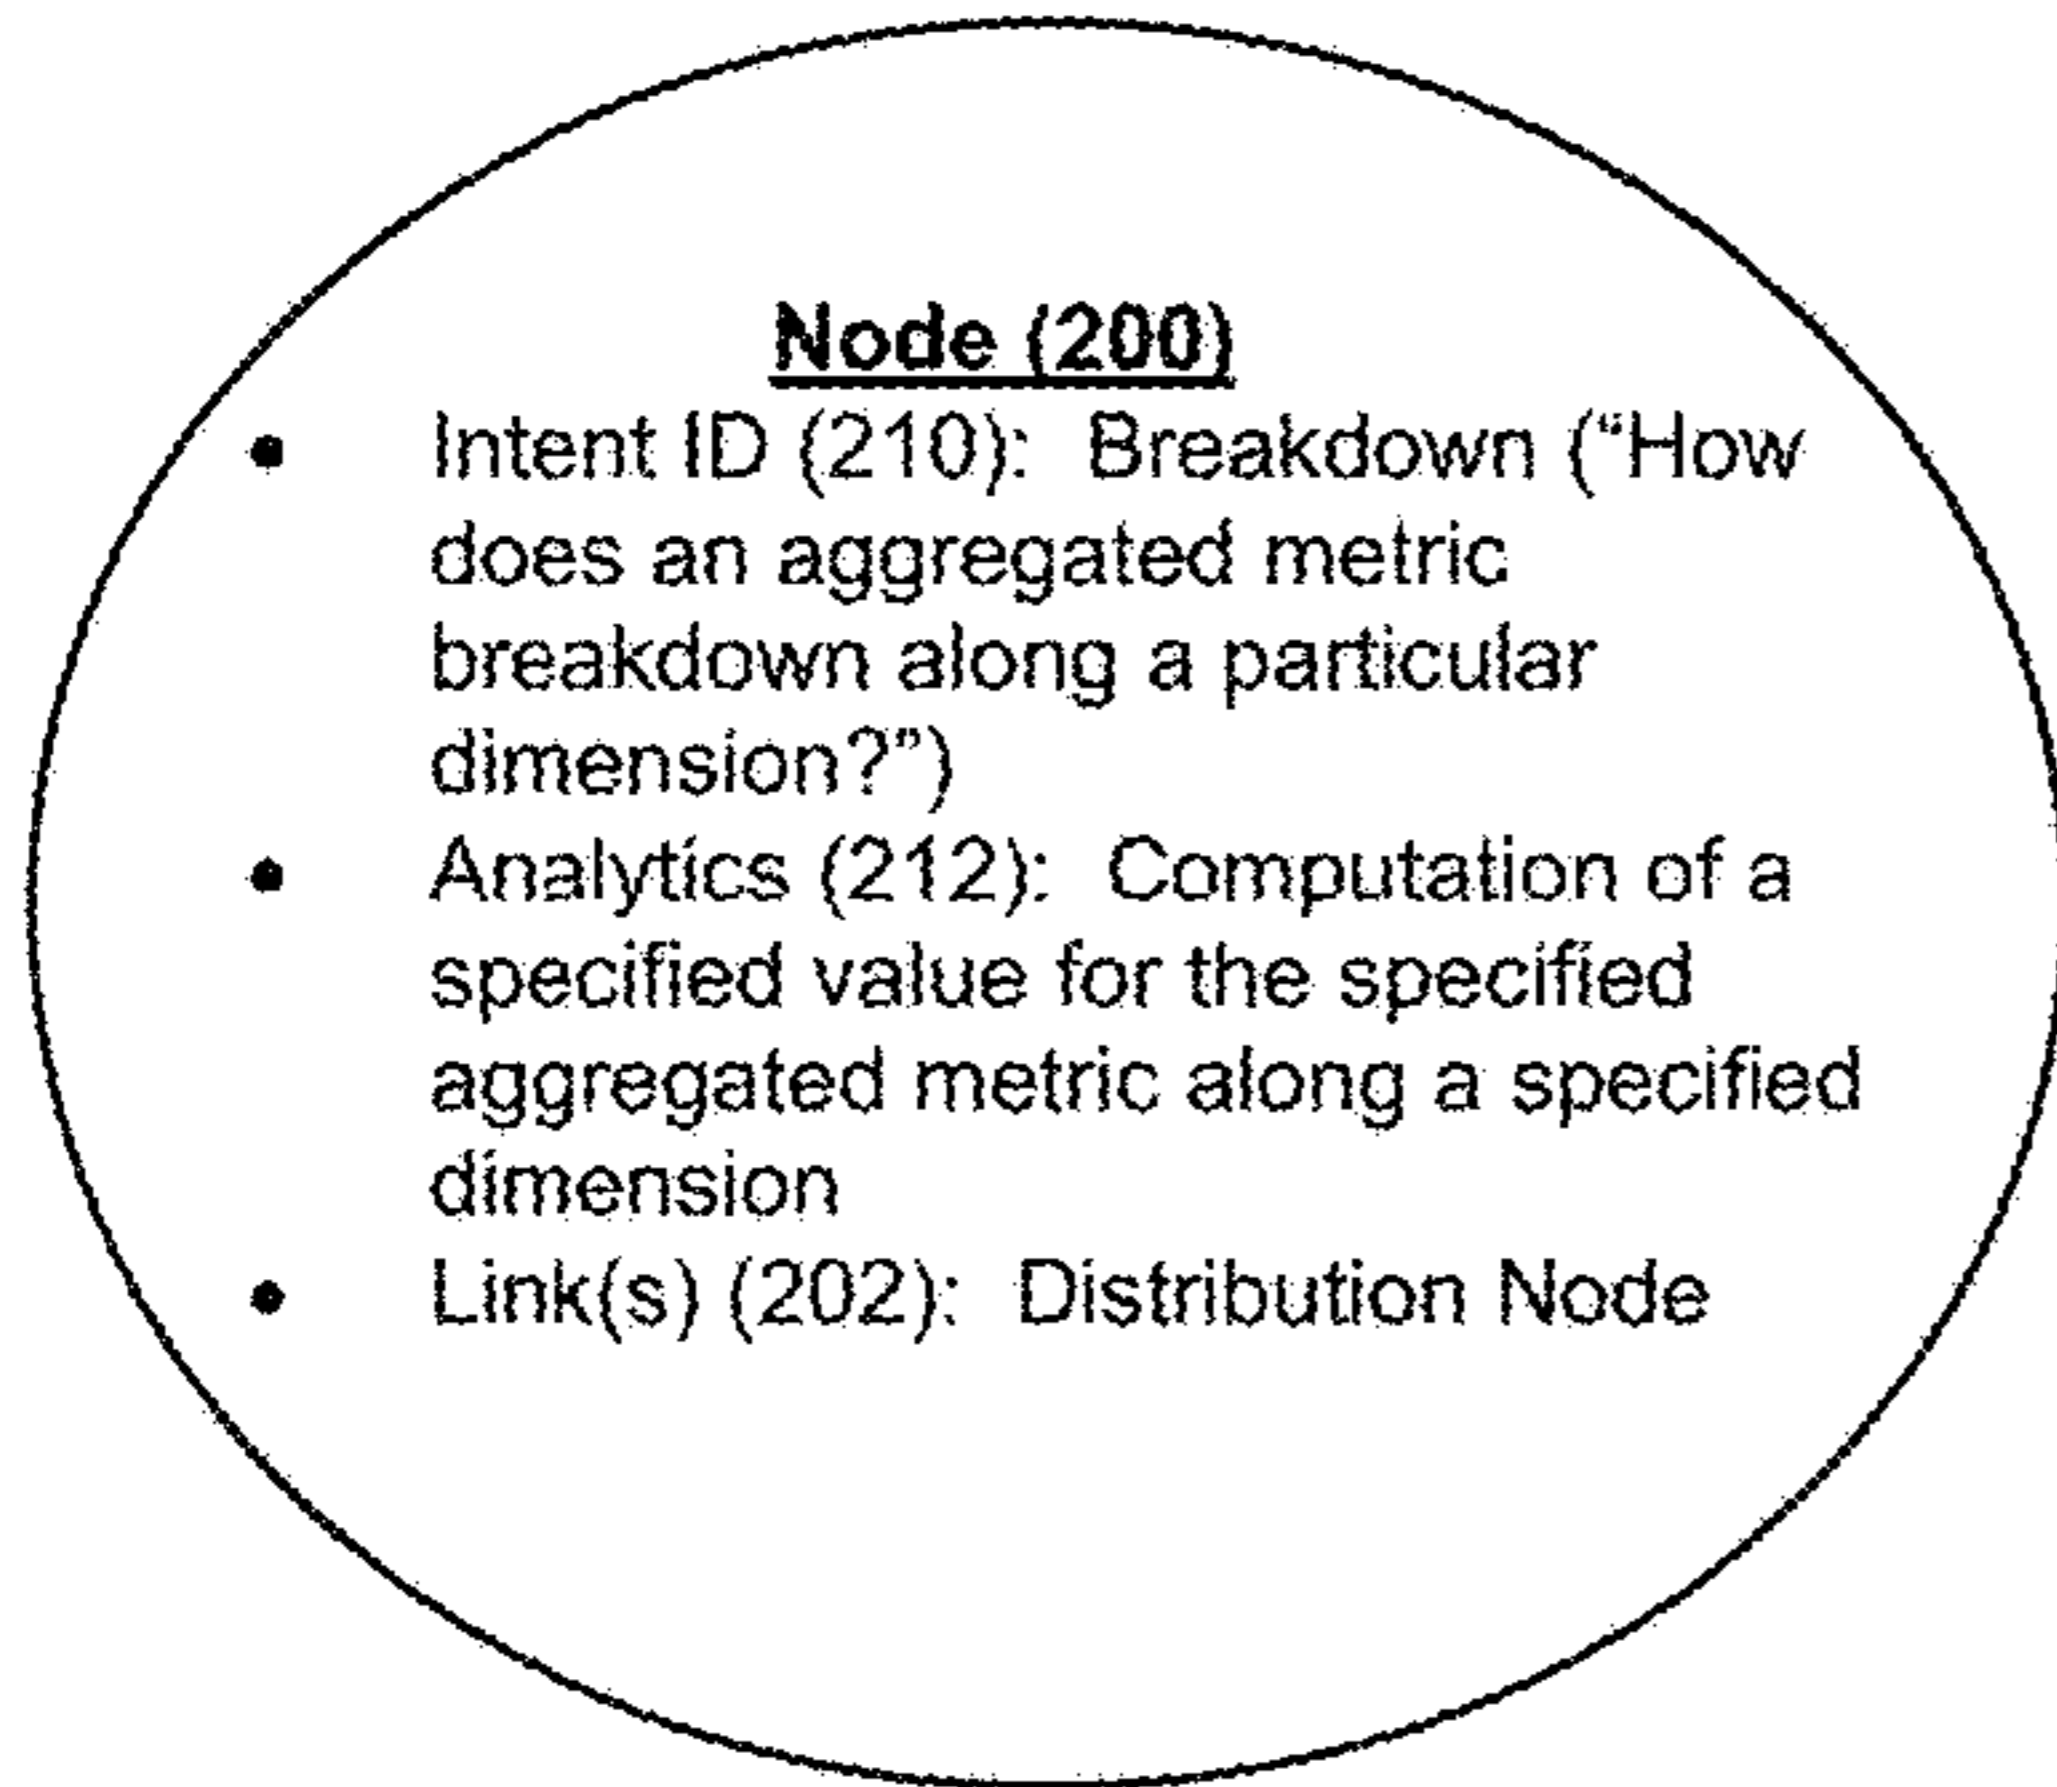 Node (200)
• Intent ID (210): Breakdown (“How
does an aggregated metric
breakdown along a particular
dimension?”)
• Analytics (212): Computation of a
specified value for the specified
aggregated metric along a specified
dimension
• Link(s) (202): Distribution Node